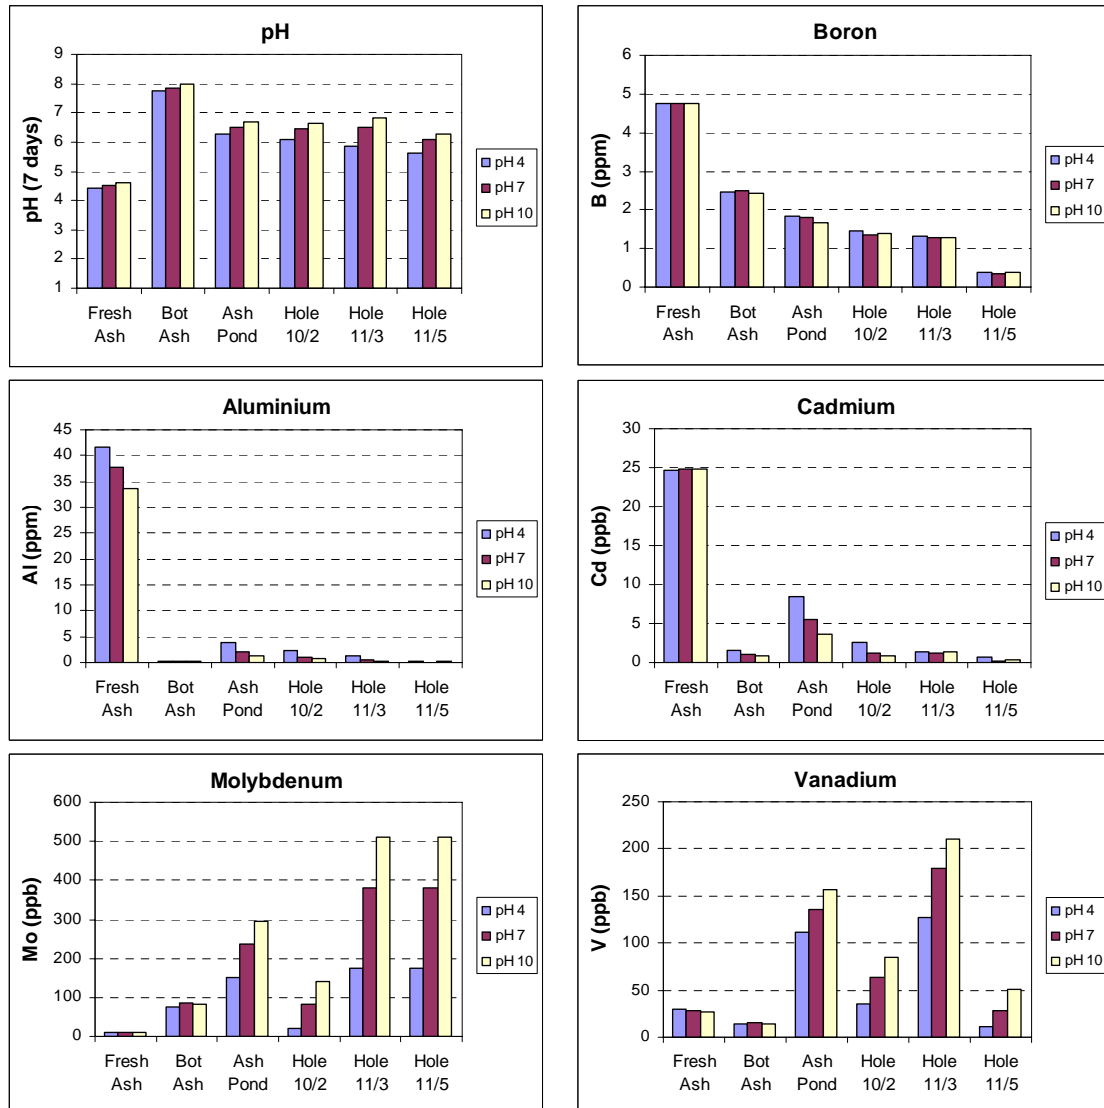 pH
9
8
7
6
5
4
3
2
1
pH (7 days)
Fresh Ash
Bot Ash
Ash Pond
Hole 10/2
Hole 11/3
Hole 11/5
pH 4
pH 7
pH 10
Boron
6
5
4
3
2
1
0
B (ppm)
Fresh Ash
Bot Ash
Ash Pond
Hole 10/2
Hole 11/3
Hole 11/5
pH 4
pH 7
pH 10
Aluminium
45
40
35
30
25
20
15
10
5
0
Al (ppm)
Fresh Ash
Bot Ash
Ash Pond
Hole 10/2
Hole 11/3
Hole 11/5
pH 4
pH 7
pH 10
Cadmium
30
25
20
15
10
5
0
Cd (ppb)
Fresh Ash
Bot Ash
Ash Pond
Hole 10/2
Hole 11/3
Hole 11/5
pH 4
pH 7
pH 10
Molybdenum
600
500
400
300
200
100
0
Mo (ppb)
Fresh Ash
Bot Ash
Ash Pond
Hole 10/2
Hole 11/3
Hole 11/5
pH 4
pH 7
pH 10
Vanadium
250
200
150
100
50
0
V (ppb)
Fresh Ash
Bot Ash
Ash Pond
Hole 10/2
Hole 11/3
Hole 11/5
pH 4
pH 7
pH 10